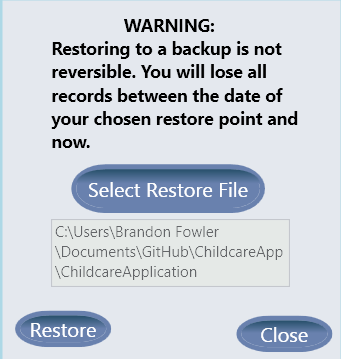 WARNING:
Restoring to a backup is not
reversible. You will lose all
records between the date of
your chosen restore point and
now.
Select Restore File
C:\Users\Brandon Fowler
\Documents\GitHub\ChildcareApp
\ChildcareApplication
Restore
Close